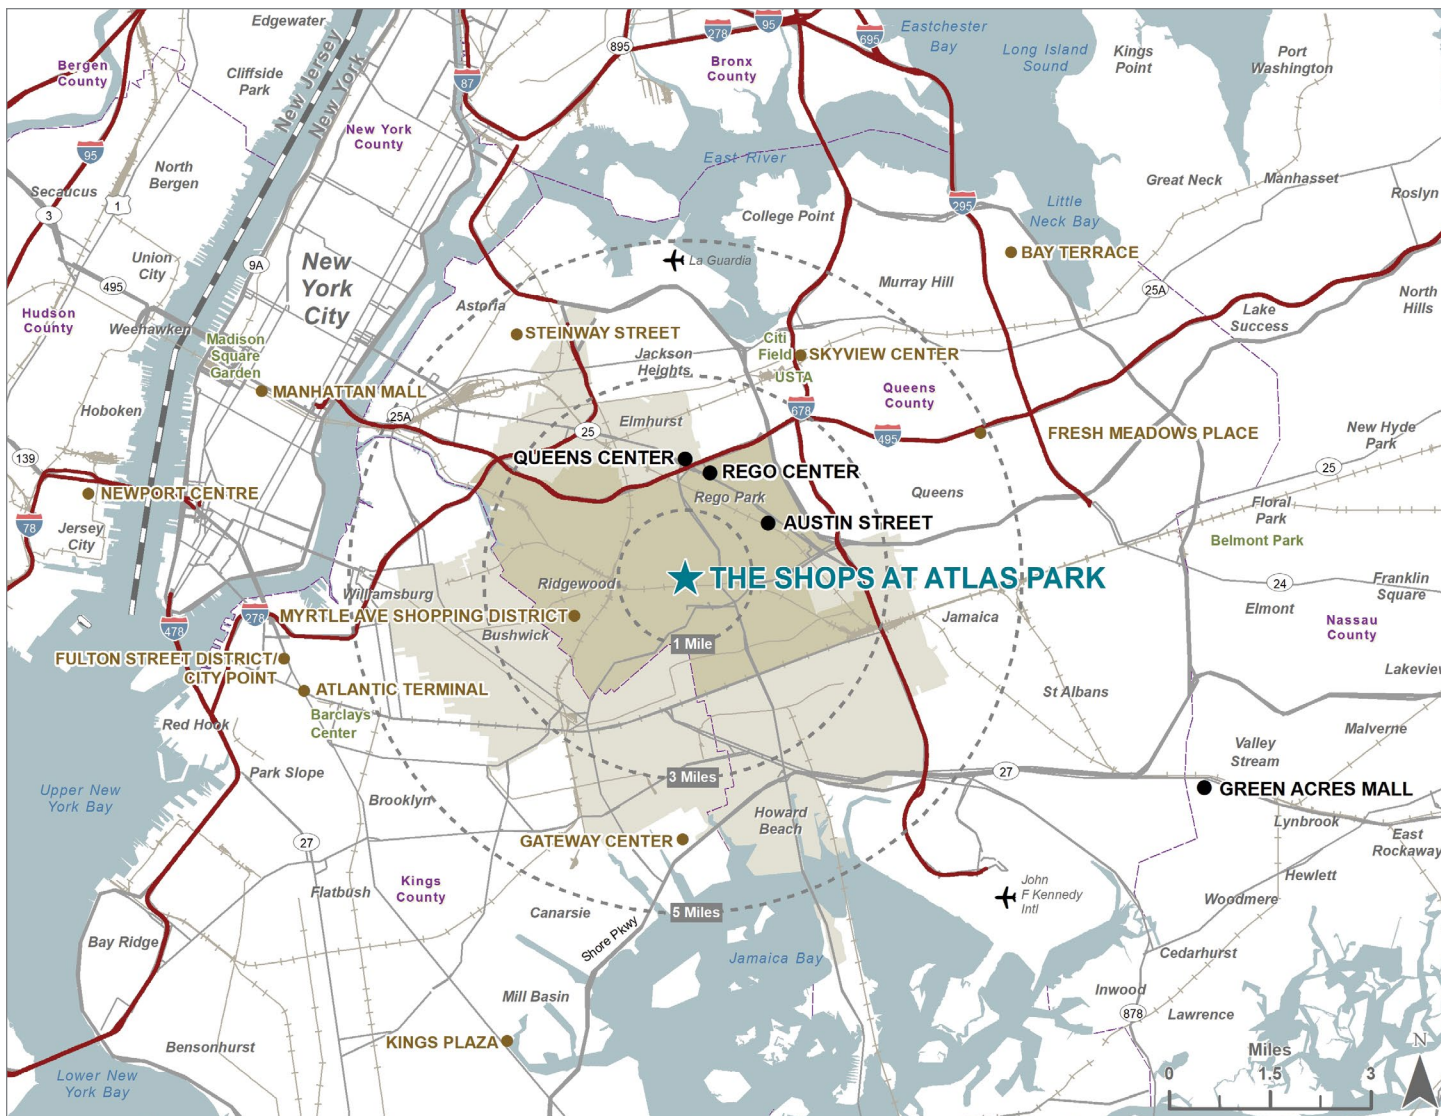 Edgewater
278
95
695
Eastchester
Bay
Long Island
Sound
Kings
Point
Port
Washington
895
Bergen
County
Cliffside
Park
New Jersey
New York
87
Bronx
County
New York
County
95
North
Bergen
East River
Great Neck
Manhasset
Roslyn
Secaucus
1
3
295
Little
Neck Bay
College Point
Union
City
9A
New
York
City
La Guardia
BAY TERRACE
495
Murray Hill
25A
North
Hills
Hudson
County
Weehawken
Astoria
Lake
Success
Madison
Square
Garden
STEINWAY STREET
Citi
Field
SKYVIEW CENTER
Jackson
Heights
USTA
MANHATTAN MALL
Queens
County
Hoboken
25A
Elmhurst
678
25
495
FRESH MEADOWS PLACE
New Hyde
Park
139
QUEENS CENTER
REGO CENTER
25
NEWPORT CENTRE
Rego Park
Queens
Floral
Park
78
Jersey
City
AUSTIN STREET
Belmont Park
THE SHOPS AT ATLAS PARK
Ridgewood
24
Franklin
Square
Williamsburg
Elmont
478
278
MYRTLE AVE SHOPPING DISTRICT
Jamaica
Nassau
County
Bushwick
1 Mile
FULTON STREET DISTRICT/
CITY POINT
Lakeview
ATLANTIC TERMINAL
St Albans
Red Hook
Barclays
Center
Malverne
Valley
Stream
Park Slope
3 Miles
27
Upper New
York Bay
Brooklyn
GREEN ACRES MALL
Howard
Beach
Lynbrook
27
GATEWAY CENTER
East
Rockaway
Flatbush
Kings
County
John
F Kennedy
Intl
Hewlett
Woodmere
Canarsie
5 Miles
Bay Ridge
Shore Pkwy
Jamaica Bay
Cedarhurst
Mill Basin
Inwood
878
Lawrence
Bensonhurst
KINGS PLAZA
Lower New
York Bay
Miles
N
0
1.5
3